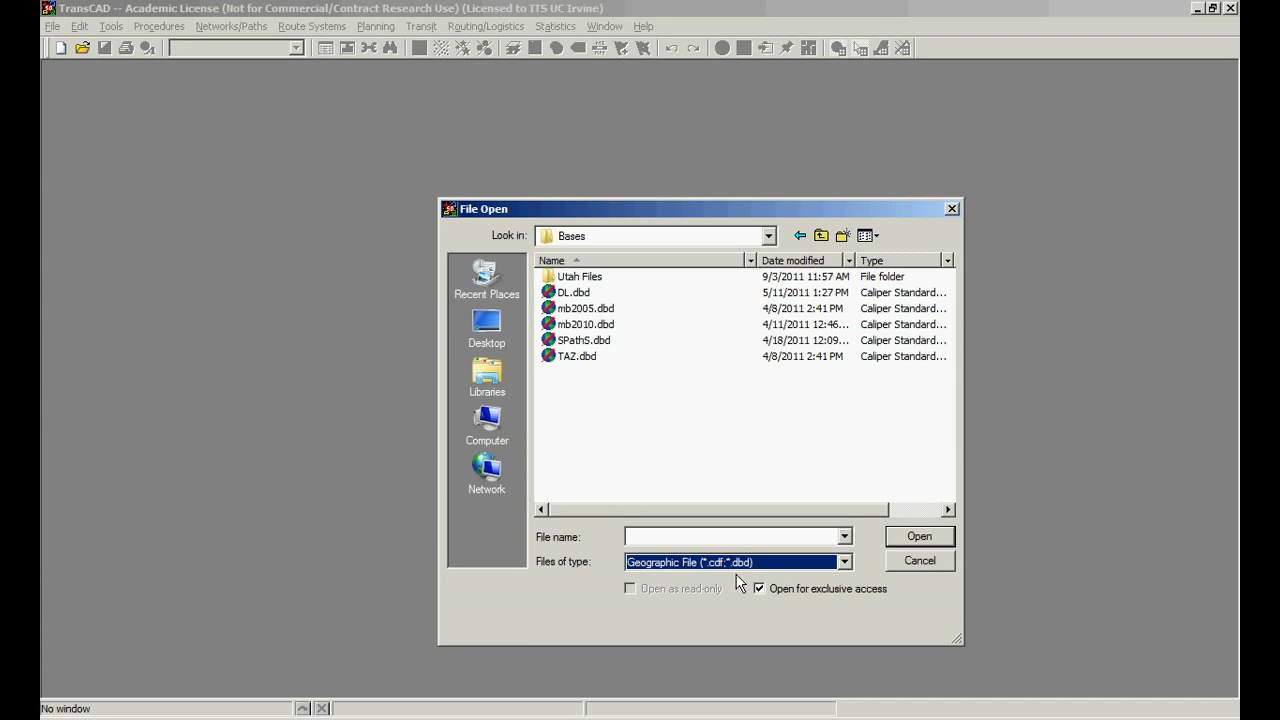 TransCAD -- Academic License (Not for Commercial/Contract Research Use) (Licensed to ITS UC Irvine)
File Edit Tools Procedures Networks/Paths Route Systems Planning Transit Routing/Logistics Statistics Window Help
File Open
Look in: Bases
Name Date modified Type
Utah Files 9/3/2011 11:57 AM File folder
DL.dbd 5/11/2011 1:27 PM Caliper Standard...
mb2005.dbd 4/8/2011 2:41 PM Caliper Standard...
mb2010.dbd 4/11/2011 12:46... Caliper Standard...
SPathS.dbd 4/18/2011 12:09... Caliper Standard...
TAZ.dbd 4/8/2011 2:41 PM Caliper Standard...
Recent Places
Desktop
Libraries
Computer
Network
File name: Open
Files of type: Geographic File (*.cdf;*.dbd) Cancel
Open as read-only Open for exclusive access
No window